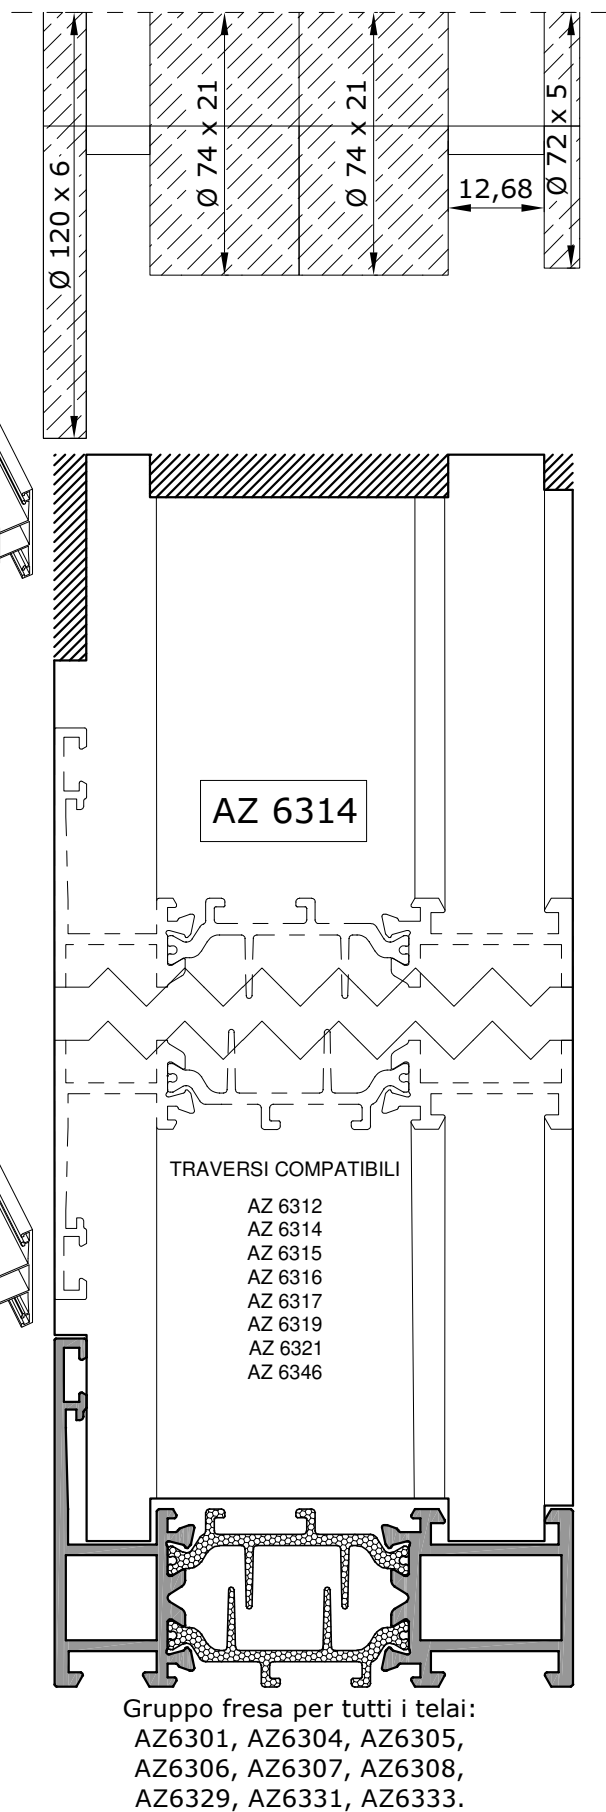 Ø 120 x 6
Ø 74 x 21
Ø 74 x 21
12,68
Ø 72 x 5
AZ 6314
TRAVERSI COMPATIBILI
AZ 6312
AZ 6314
AZ 6315
AZ 6316
AZ 6317
AZ 6319
AZ 6321
AZ 6346
Gruppo fresa per tutti i telai:
AZ6301, AZ6304, AZ6305,
AZ6306, AZ6307, AZ6308,
AZ6329, AZ6331, AZ6333.